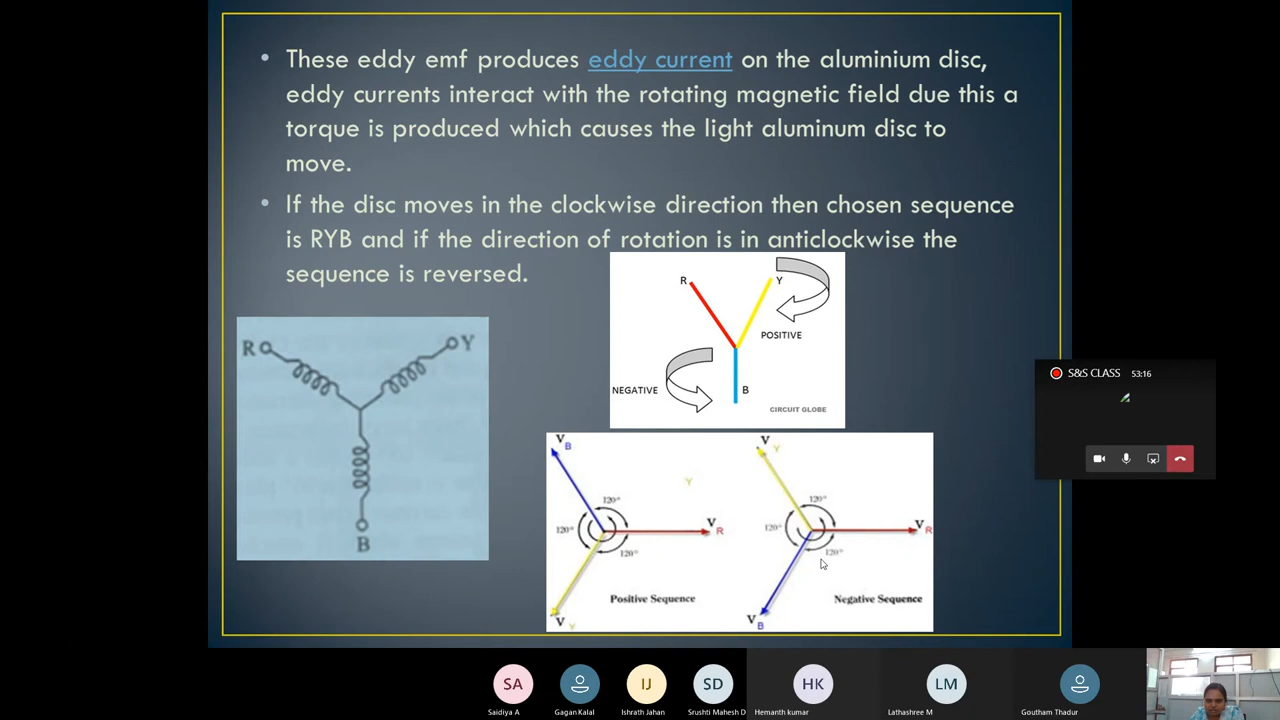 • These eddy emf produces eddy current on the aluminium disc,
eddy currents interact with the rotating magnetic field due this a
torque is produced which causes the light aluminum disc to
move.
• If the disc moves in the clockwise direction then chosen sequence
is RYB and if the direction of rotation is in anticlockwise the
sequence is reversed.
R Y
POSITIVE
NEGATIVE B
CIRCUIT GLOBE
R Y
B
V B
Y
120°
120°
120°
V R
V Y
Positive Sequence
V Y
120°
120°
120°
V R
V B
Negative Sequence
S&S CLASS 53:16
SA IJ SD HK LM
Saidiya A Gagan Kalal Ishrath Jahan Srushti Mahesh D Hemanth kumar Lathashree M Goutham Thadur